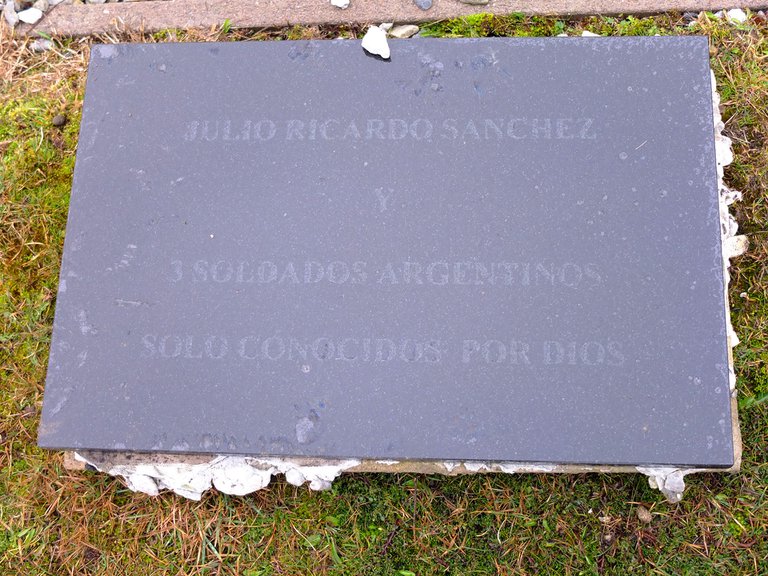 JULIO RICARDO SANCHEZ
Y
3 SOLDADOS ARGENTINOS
SOLO CONOCIDOS POR DIOS